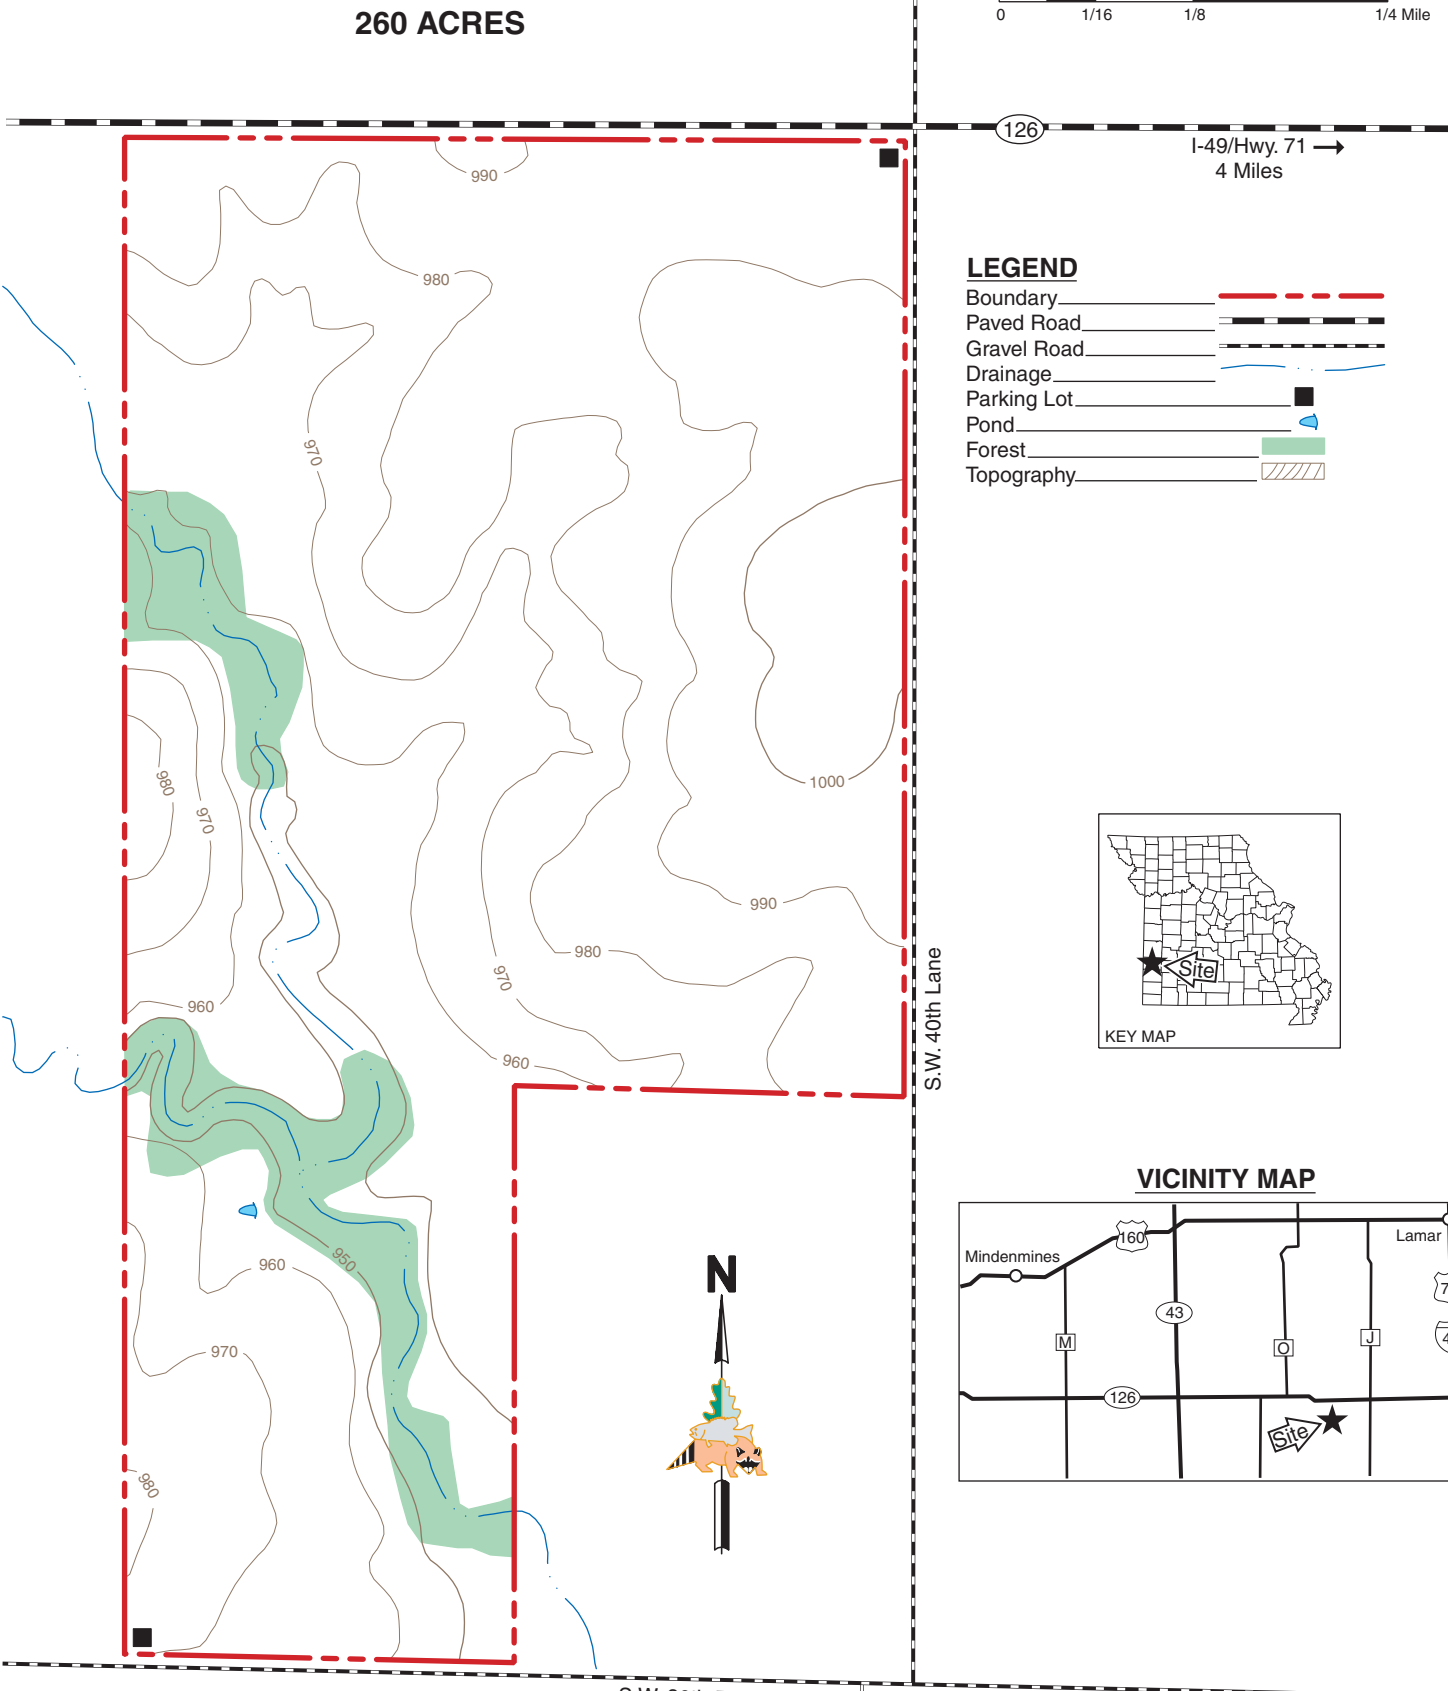 260 ACRES
0 1/16 1/8 1/4 Mile
126
I-49/Hwy. 71
4 Miles
990
980
970
LEGEND
Boundary
Paved Road
Gravel Road
Drainage
Parking Lot
Pond
Forest
Topography
980
970
1000
990
980
970
960
960
S.W. 40th Lane
Site
KEY MAP
950
960
970
980
N
VICINITY MAP
160
Lamar
Mindenmines
43
M
O
J
126
Site